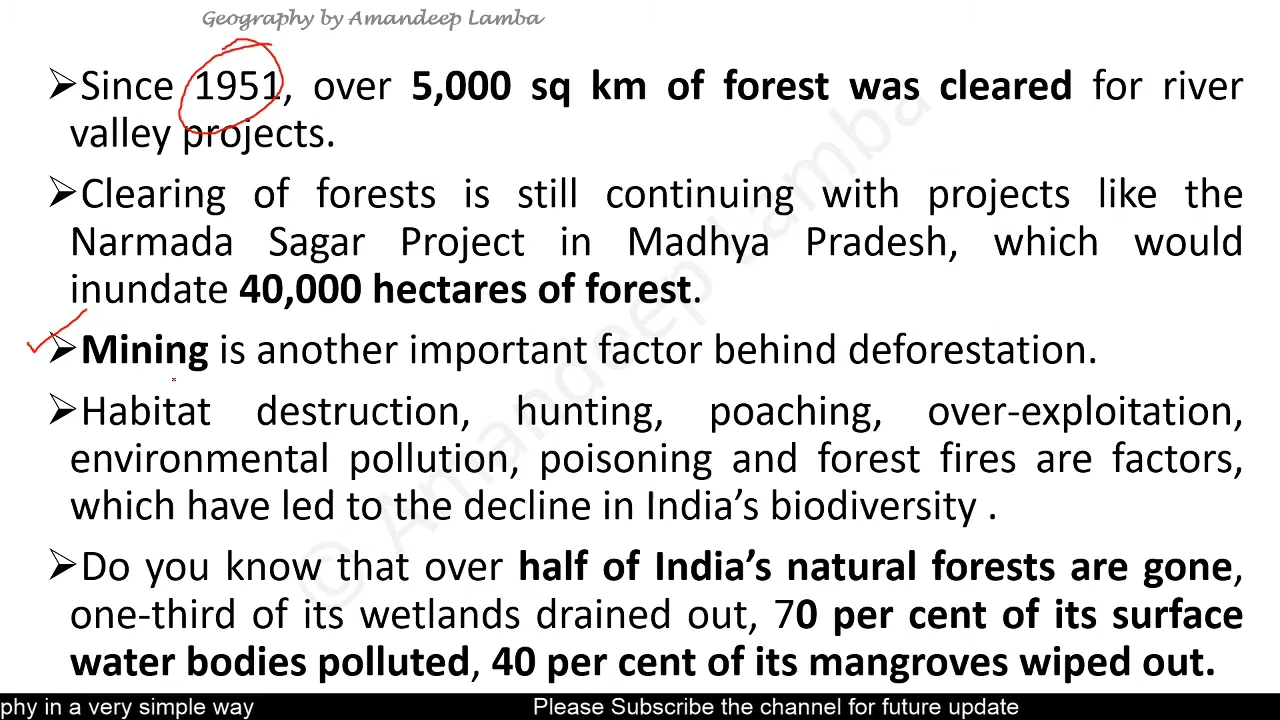 Geography by Amandeep Lamba
➢Since 1951, over 5,000 sq km of forest was cleared for river
valley projects.
➢Clearing of forests is still continuing with projects like the
Narmada Sagar Project in Madhya Pradesh, which would
inundate 40,000 hectares of forest.
➢Mining is another important factor behind deforestation.
➢Habitat destruction, hunting, poaching, over-exploitation,
environmental pollution, poisoning and forest fires are factors,
which have led to the decline in India’s biodiversity .
➢Do you know that over half of India’s natural forests are gone,
one-third of its wetlands drained out, 70 per cent of its surface
water bodies polluted, 40 per cent of its mangroves wiped out.
© Amandeep Lamba
phy in a very simple way Please Subscribe the channel for future update